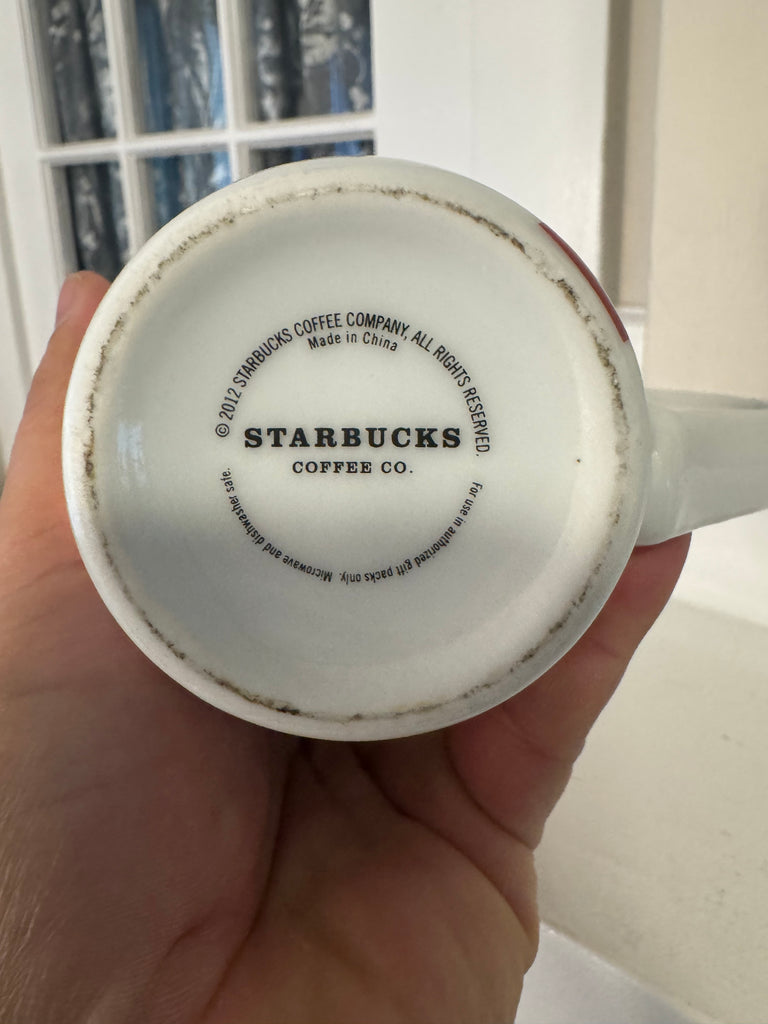 © 2012 STARBUCKS COFFEE COMPANY, ALL RIGHTS RESERVED.
Made in China
STARBUCKS
COFFEE CO.
For use in authorized gift packs only. Microwave and dishwasher safe.